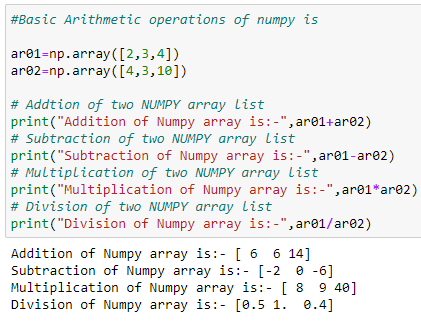 #Basic Arithmetic operations of numpy is
ar01=np.array([2,3,4])
ar02=np.array([4,3,10])
# Addtion of two NUMPY array list
print("Addition of Numpy array is:-",ar01+ar02)
# Subtraction of two NUMPY array list
print("Subtraction of Numpy array is:-",ar01-ar02)
# Multiplication of two NUMPY array list
print("Multiplication of Numpy array is:-",ar01*ar02)
# Division of two NUMPY array list
print("Division of Numpy array is:-",ar01/ar02)
Addition of Numpy array is:- [ 6  6 14]
Subtraction of Numpy array is:- [-2  0 -6]
Multiplication of Numpy array is:- [ 8  9 40]
Division of Numpy array is:- [0.5 1.  0.4]